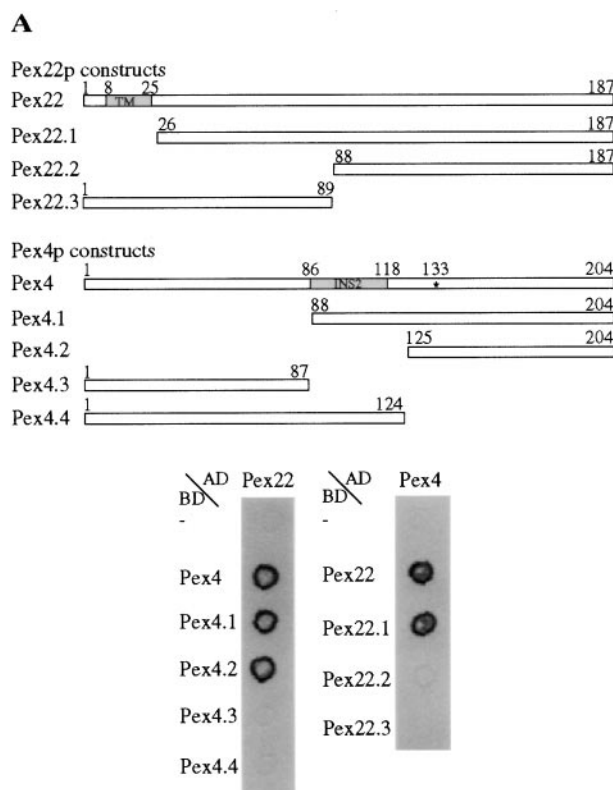 A
Pex22p constructs
1 8 25 187
Pex22 TM
26 187
Pex22.1
88 187
Pex22.2
1 89
Pex22.3
Pex4p constructs
1 86 118 133 204
Pex4 INS2 *
88 204
Pex4.1
125 204
Pex4.2
1 87
Pex4.3
1 124
Pex4.4
AD Pex22
BD
-
Pex4
Pex4.1
Pex4.2
Pex4.3
Pex4.4
AD Pex4
BD
-
Pex22
Pex22.1
Pex22.2
Pex22.3